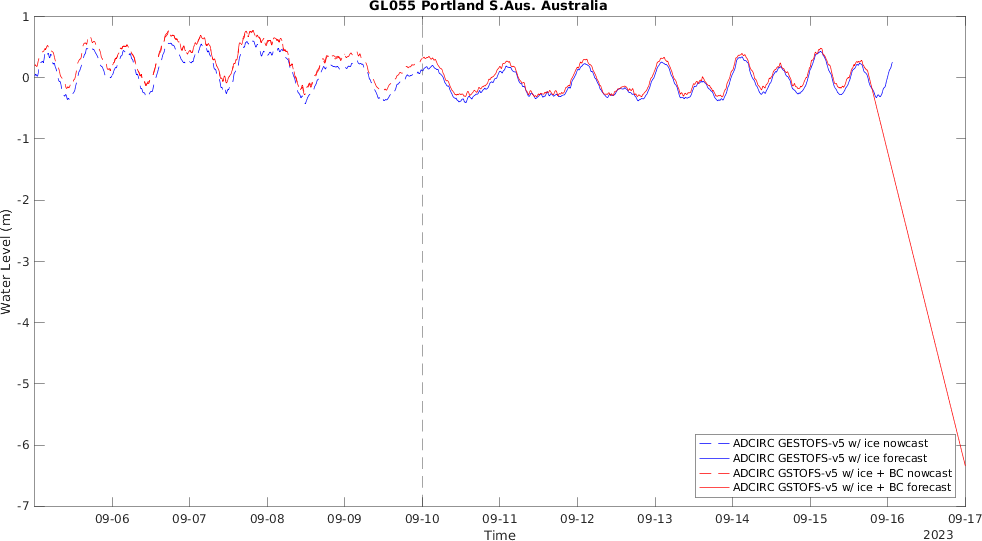 GL055 Portland S.Aus. Australia
Water Level (m)
1
0
-1
-2
-3
-4
-5
-6
-7
ADCIRC GESTOFS-v5 w/ ice nowcast
ADCIRC GESTOFS-v5 w/ ice forecast
ADCIRC GSTOFS-v5 w/ ice + BC nowcast
ADCIRC GSTOFS-v5 w/ ice + BC forecast
09-06 09-07 09-08 09-09 09-10 09-11 09-12 09-13 09-14 09-15 09-16 09-17
Time
2023